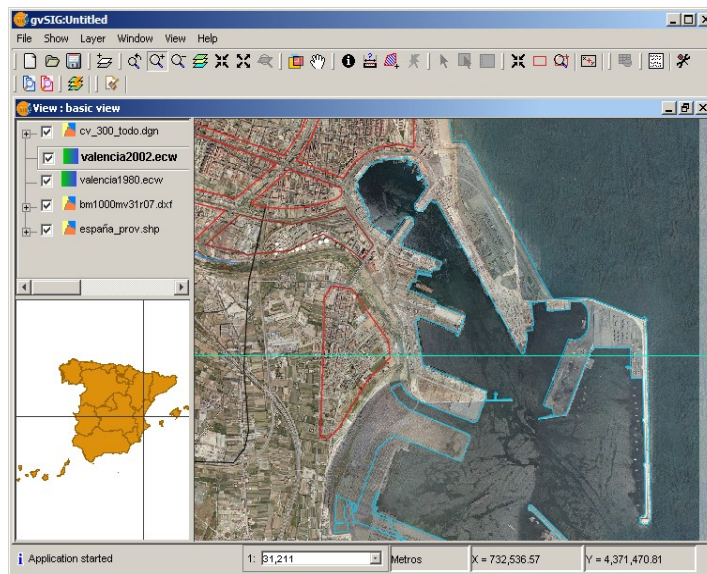 gvSIG:Untitled
File Show Layer Window View Help
View : basic view
cv_300_todo.dgn
valencia2002.ecw
valencia1980.ecw
bm1000mv31r07.dxf
españa_prov.shp
Application started 1: 31,211 Metros X = 732,536.57 Y = 4,371,470.81